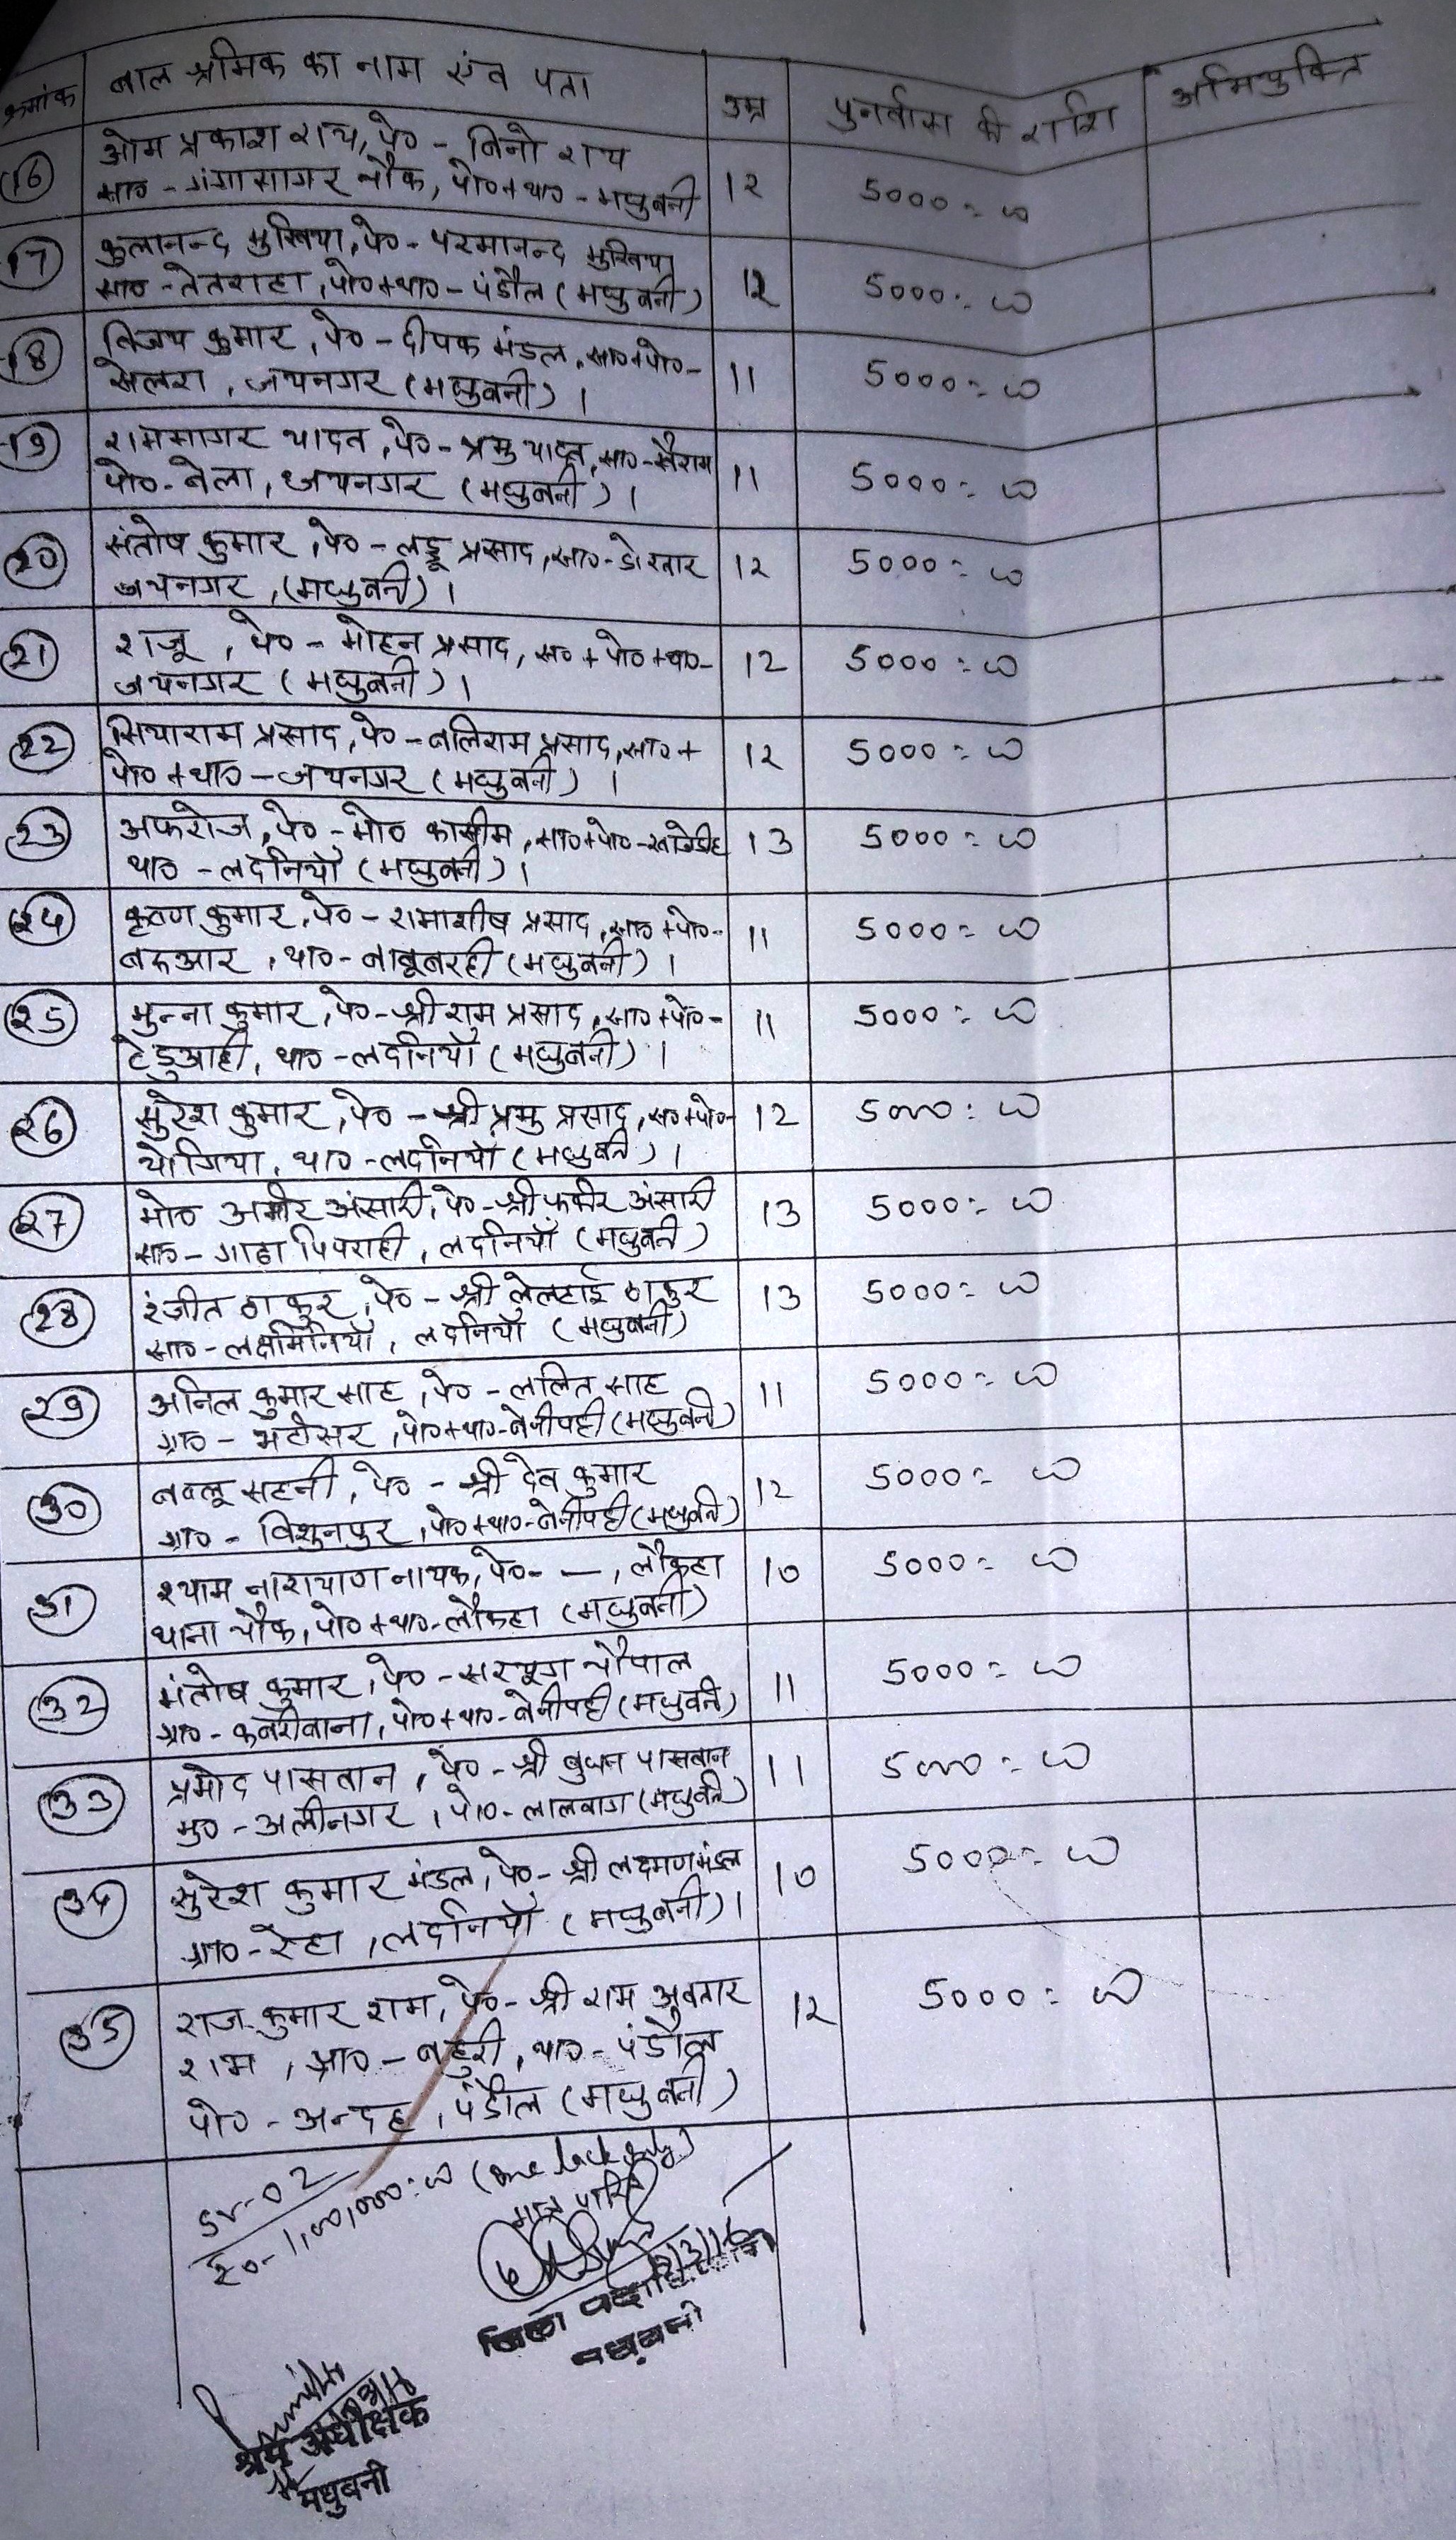 क्रमांक बाल श्रमिक का नाम एंव पता उम्र पुनर्वास की राशि अभियुक्ति
16 ओम प्रकाश राय, पे० - विनो राय
सा० - गंगासागर चौक, पो०+था० - मधुबनी 12 5000=00
17 कुलानन्द मुखिया, पे० - परमानन्द मुखिया
सा० - तेतराहा, पो०+था० - पंडौल (मधुबनी) 12 5000=00
18 विजय कुमार, पे० - दीपक मंडल, सा०+पो०-
सेलरा, जयनगर (मधुबनी)। 11 5000=00
19 रामसागर यादव, पे० - प्रभु यादव, सा० - सैराम
पो० - बेला, जयनगर (मधुबनी)। 11 5000=00
20 संतोष कुमार, पे० - लड्डू प्रसाद, सा० - डोरवार
जयनगर, (मधुबनी)। 12 5000=00
21 राजू, पे० - मोहन प्रसाद, सा० + पो० + था०-
जयनगर (मधुबनी)। 12 5000=00
22 सियाराम प्रसाद, पे० - बलिराम प्रसाद, सा० +
पो० + था० - जयनगर (मधुबनी)। 12 5000=00
23 अफरोज, पे० - मो० कासीम, सा०+पो० -
था० - लदनियाँ (मधुबनी)। 13 5000=00
24 कृष्ण कुमार, पे० - रामाशीष प्रसाद, सा०+पो०-
बरुआर, था० - बाबूबरही (मधुबनी)। 11 5000=00
25 मुन्ना कुमार, पे० - श्री राम प्रसाद, सा०+पो०-
टेडुआही, था० - लदनियाँ (मधुबनी)। 11 5000=00
26 सुरेश कुमार, पे० - श्री प्रभु प्रसाद, सा०+पो०-
योगिया, था० - लदनियाँ (मधुबनी)। 12 5000=00
27 मो० अमीर अंसारी, पे० - श्री फकीर अंसारी
सा० - गाढा पिपराही, लदनियाँ (मधुबनी) 13 5000=00
28 रंजीत ठाकुर, पे० - श्री लेल्हाई ठाकुर
सा० - लक्षमिनियाँ, लदनियाँ (मधुबनी) 13 5000=00
29 अनिल कुमार साह, पे० - ललित साह
ग्रा० - भटोसर, पो०+था० - बेनीपट्टी (मधुबनी) 11 5000=00
30 बबलू सहनी, पे० - श्री देव कुमार
ग्रा० - विशुनपुर, पो०+था० - बेनीपट्टी (मधुबनी) 12 5000=00
31 श्याम नारायाण नायक, पे० - —, लौकहा
थाना चौक, पो०+था० - लौकहा (मधुबनी) 10 5000=00
32 मंतोष कुमार, पे० - सरयूग चौपाल
ग्रा० - कनरीबाना, पो०+था० - बेनीपट्टी (मधुबनी) 11 5000=00
33 प्रमोद पासवान, पे० - श्री बुधन पासवान
मु० - अलीनगर, पो० - लालबाग (मधुबनी) 11 5000=00
34 सुरेश कुमार मंडल, पे० - श्री लक्ष्मण मंडल
ग्रा० - रेहा, लदनियाँ (मधुबनी)। 10 5000=00
35 राज कुमार राम, पे० - श्री राम अवतार
राम, ग्रा० - बहुरी, था० - पंडौल
पो० - अन्दह, पंडौल (मधुबनी) 12 5000=00
रु०- 1,00,000=00 (One lack only)
मात्र पारित
जिला पदाधिकारी
मधुबनी
श्रम अधीक्षक
मधुबनी